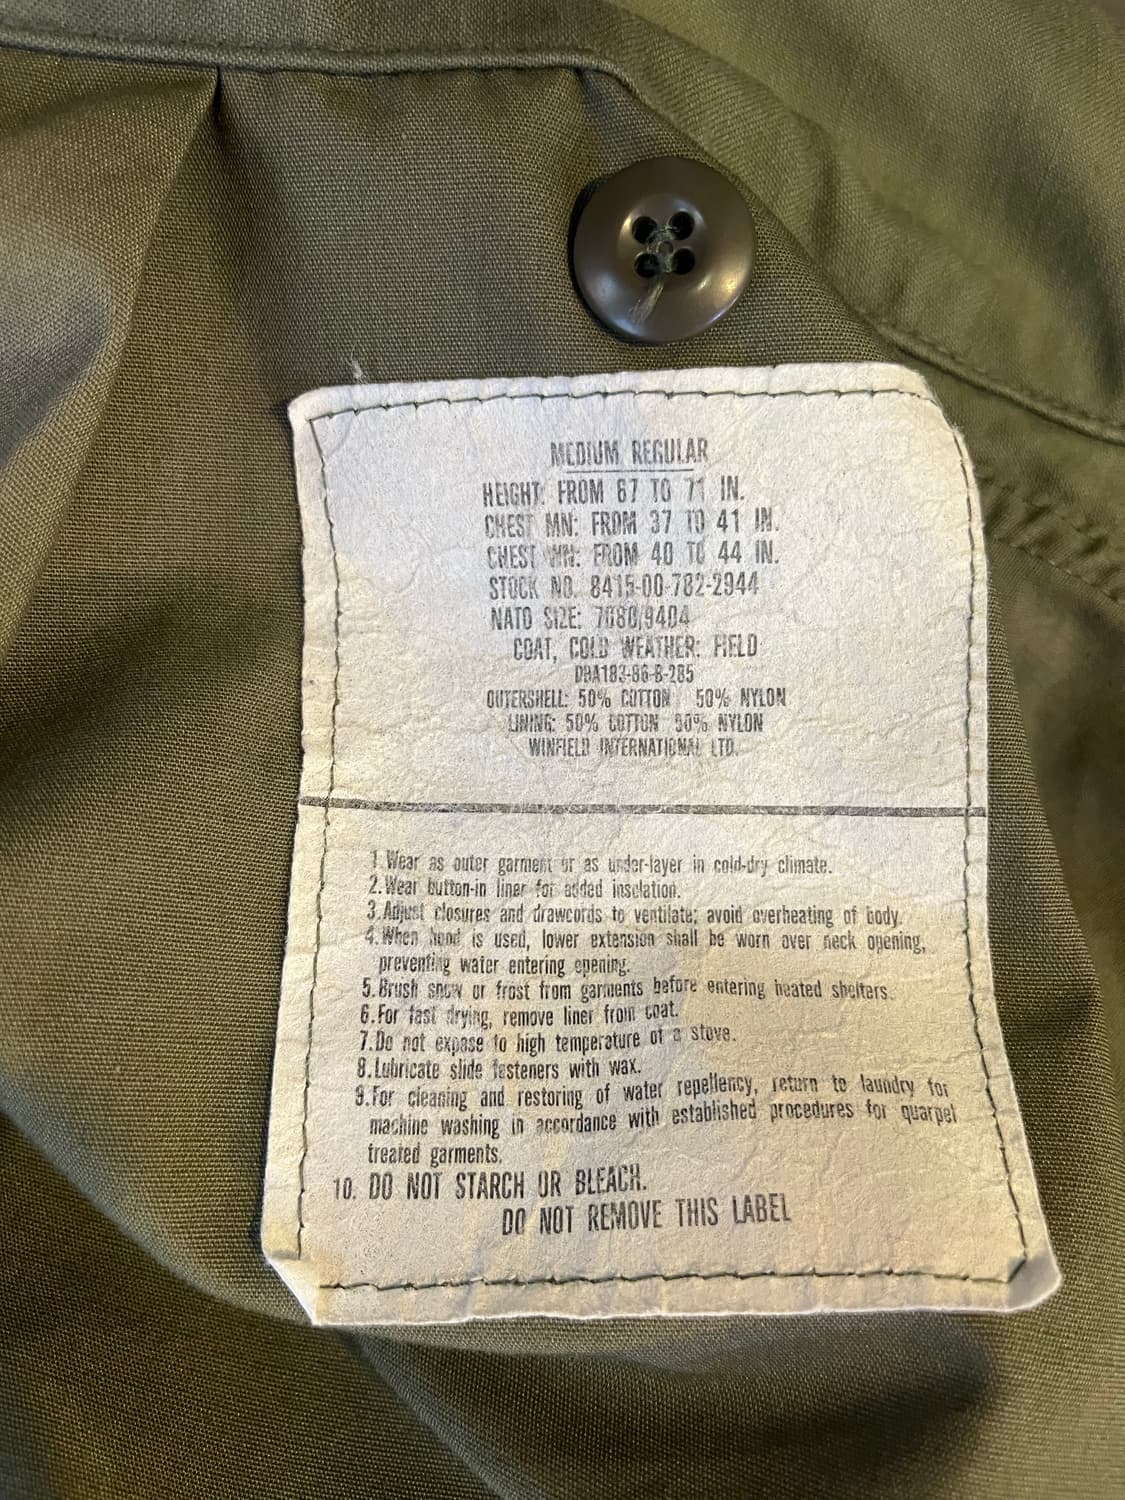 MEDIUM REGULAR
HEIGHT: FROM 67 TO 71 IN.
CHEST MN: FROM 37 TO 41 IN.
CHEST WN: FROM 40 TO 44 IN.
STOCK NO. 8415-00-782-2944
NATO SIZE: 7080/9404
COAT, COLD WEATHER: FIELD
OUTERSHELL: 50% COTTON 50% NYLON
LINING: 50% COTTON 50% NYLON
WINFIELD INTERNATIONAL LTD.
1.Wear as outer garment or as under-layer in cold-dry climate.
2.Wear button-in liner for added insulation.
3.Adjust closures and drawcords to ventilate; avoid overheating of body.
4.When hood is used, lower extension shall be worn over neck opening,
preventing water entering opening.
5.Brush snow or frost from garments before entering heated shelters.
6.For fast drying, remove liner from coat.
7.Do not expose to high temperature of a stove.
8.Lubricate slide fasteners with wax.
9.For cleaning and restoring of water repellency, return to laundry for
machine washing in accordance with established procedures for quarpel
treated garments.
10. DO NOT STARCH OR BLEACH.
DO NOT REMOVE THIS LABEL